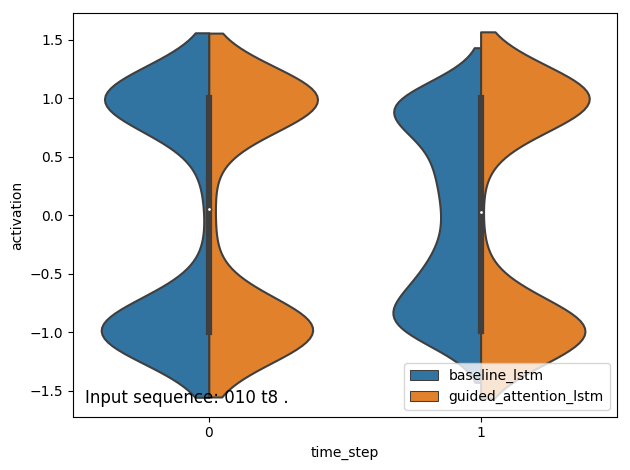 1.5
1.0
0.5
0.0
−0.5
−1.0
−1.5
activation
Input sequence: 010 t8 .
baseline_lstm
guided_attention_lstm
0
1
time_step